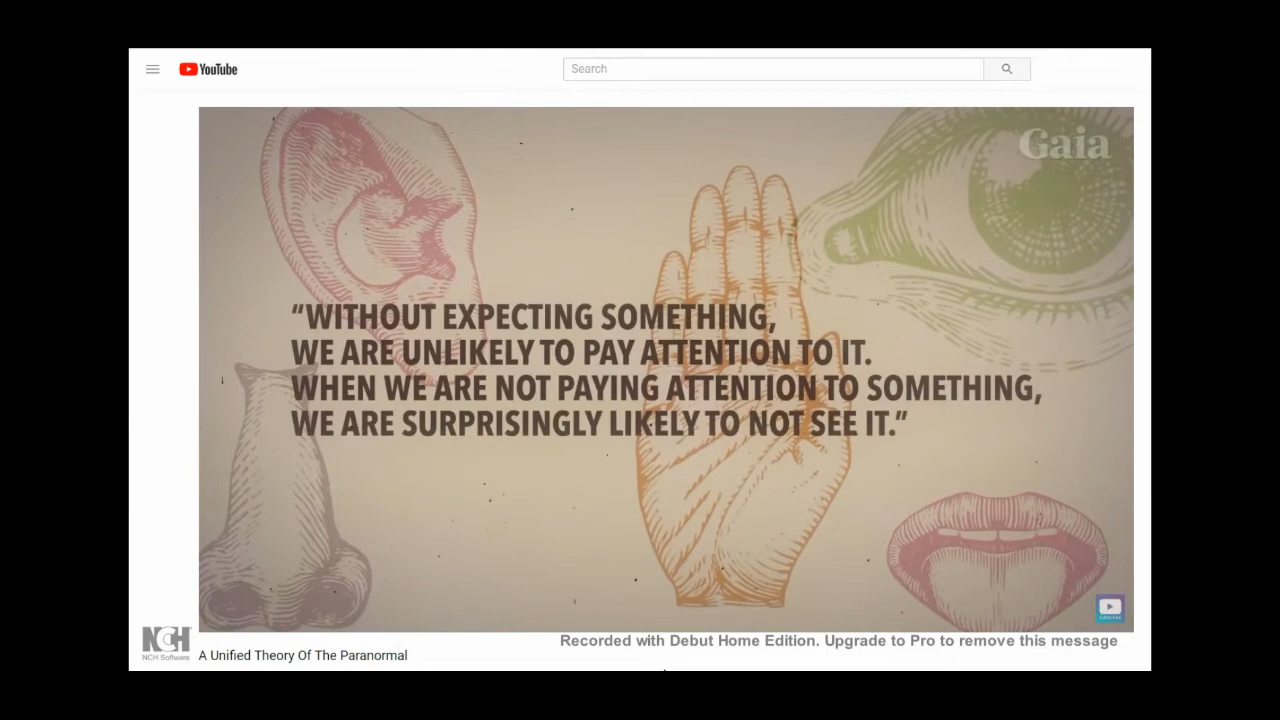 YouTube
Search
Gaia
“WITHOUT EXPECTING SOMETHING,
WE ARE UNLIKELY TO PAY ATTENTION TO IT.
WHEN WE ARE NOT PAYING ATTENTION TO SOMETHING,
WE ARE SURPRISINGLY LIKELY TO NOT SEE IT.”
NCH
NCH Software
Recorded with Debut Home Edition. Upgrade to Pro to remove this message
A Unified Theory Of The Paranormal